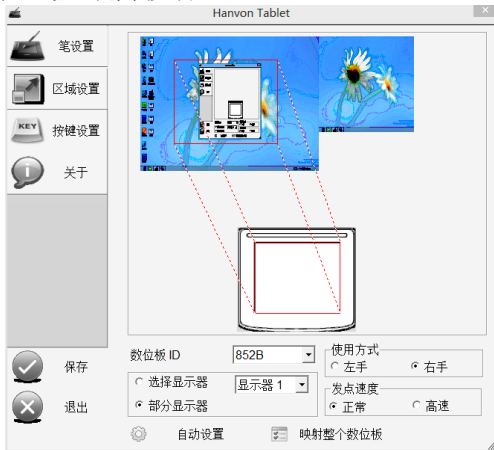 Hanvon Tablet
笔设置
区域设置
KEY
按键设置
关于
保存
退出
数位板 ID
852B
使用方式
左手
右手
选择显示器
显示器 1
部分显示器
发点速度
正常
高速
自动设置
映射整个数位板